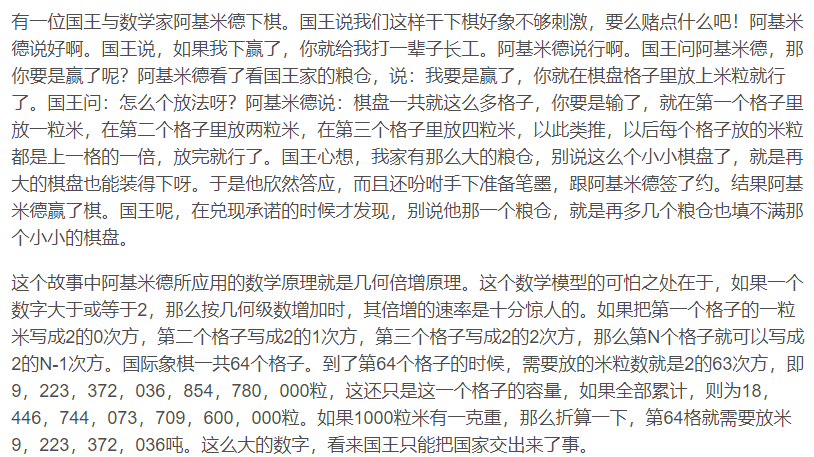 有一位国王与数学家阿基米德下棋。国王说我们这样干下棋好象不够刺激，要么赌点什么吧！阿基米
德说好啊。国王说，如果我下赢了，你就给我打一辈子长工。阿基米德说行啊。国王问阿基米德，那
你要是赢了呢？阿基米德看了看国王家的粮仓，说：我要是赢了，你就在棋盘格子里放上米粒就行
了。国王问：怎么个放法呀？阿基米德说：棋盘一共就这么多格子，你要是输了，就在第一个格子里
放一粒米，在第二个格子里放两粒米，在第三个格子里放四粒米，以此类推，以后每个格子放的米粒
都是上一格的一倍，放完就行了。国王心想，我家有那么大的粮仓，别说这么个小小棋盘了，就是再
大的棋盘也能装得下呀。于是他欣然答应，而且还吩咐手下准备笔墨，跟阿基米德签了约。结果阿基
米德赢了棋。国王呢，在兑现承诺的时候才发现，别说他那一个粮仓，就是再多几个粮仓也填不满那
个小小的棋盘。
这个故事中阿基米德所应用的数学原理就是几何倍增原理。这个数学模型的可怕之处在于，如果一个
数字大于或等于2，那么按几何级数增加时，其倍增的速率是十分惊人的。如果把第一个格子的一粒
米写成2的0次方，第二个格子写成2的1次方，第三个格子写成2的2次方，那么第N个格子就可以写成
2的N-1次方。国际象棋一共64个格子。到了第64个格子的时候，需要放的米粒数就是2的63次方，即
9，223，372，036，854，780，000粒，这还只是这一个格子的容量，如果全部累计，则为18，
446，744，073，709，600，000粒。如果1000粒米有一克重，那么折算一下，第64格就需要放米
9，223，372，036吨。这么大的数字，看来国王只能把国家交出来了事。